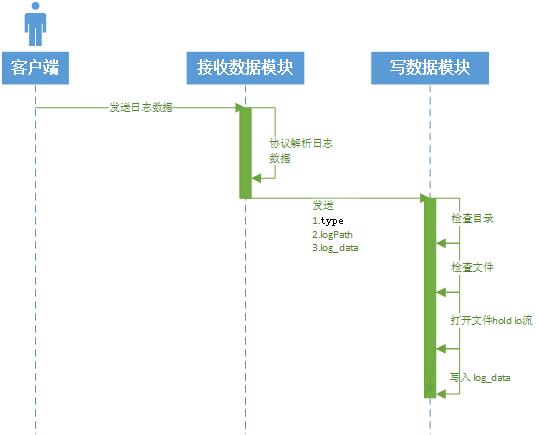 客户端
接收数据模块
写数据模块
发送日志数据
协议解析日志
数据
发送
1.type
2.logPath
3.log_data
检查目录
检查文件
打开文件hold io流
写入 log_data